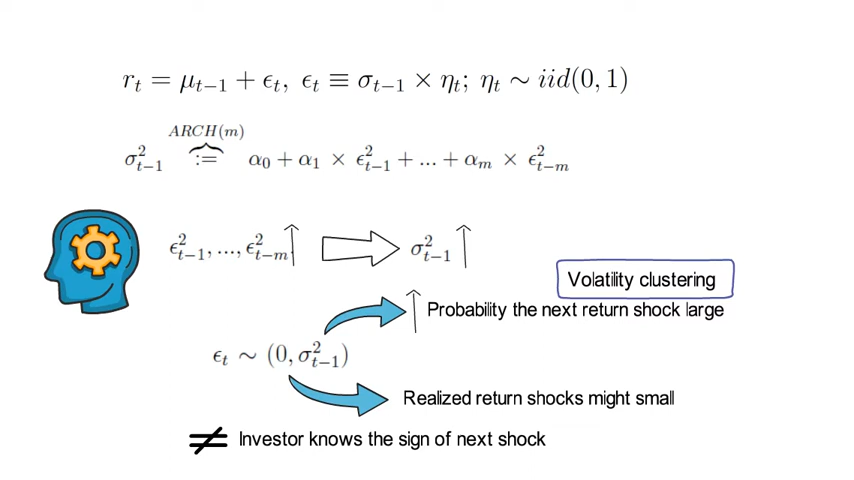 r_t = μ_{t−1} + ϵ_t, ϵ_t ≡ σ_{t−1} × η_t; η_t ∼ iid(0, 1)
ARCH(m)
σ²_{t−1} := α_0 + α_1 × ϵ²_{t−1} + ... + α_m × ϵ²_{t−m}
ϵ²_{t−1}, ..., ϵ²_{t−m} ↑ ⇒ σ²_{t−1} ↑
Volatility clustering
↑ Probability the next return shock large
ϵ_t ∼ (0, σ²_{t−1})
Realized return shocks might small
≠ Investor knows the sign of next shock